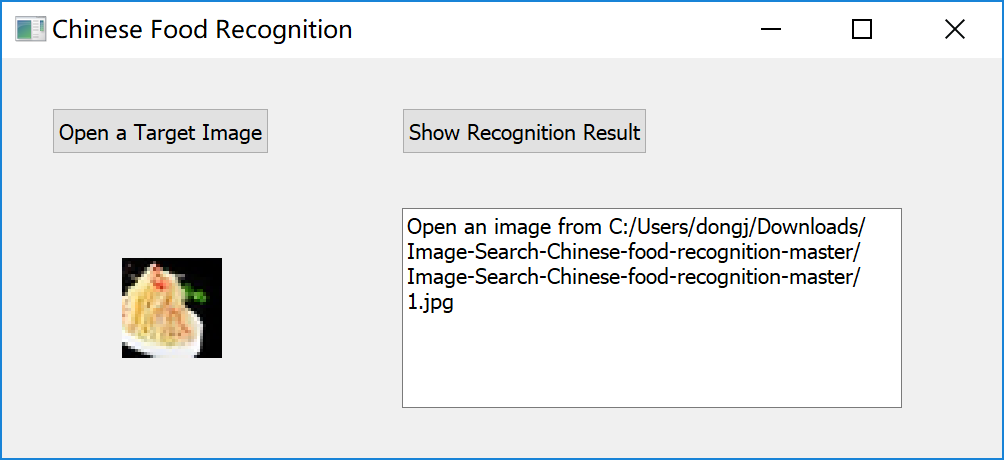 Chinese Food Recognition
Open a Target Image
Show Recognition Result
Open an image from C:/Users/dongj/Downloads/
Image-Search-Chinese-food-recognition-master/
Image-Search-Chinese-food-recognition-master/
1.jpg